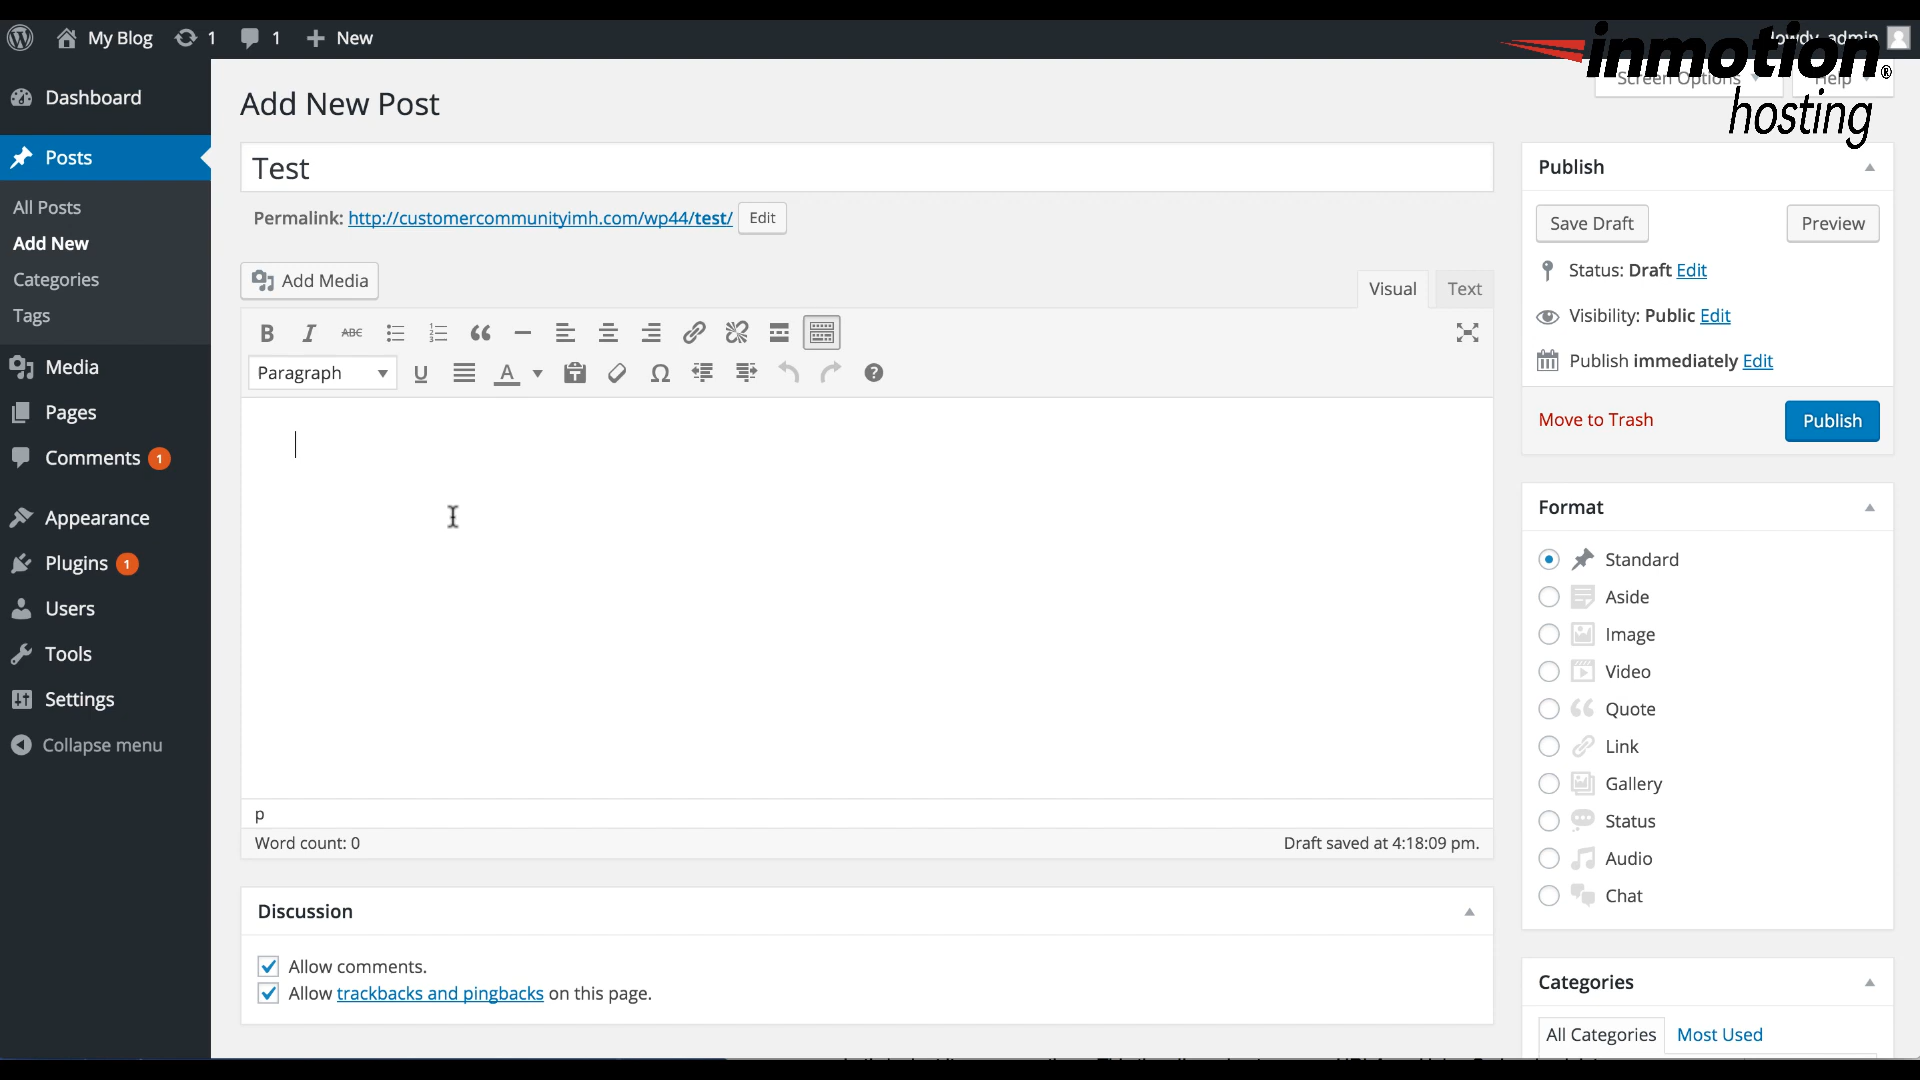 My Blog 1 1 New
inmotion®
hosting
Screen Options Help
Dashboard
Posts
All Posts
Add New
Categories
Tags
Media
Pages
Comments 1
Appearance
Plugins 1
Users
Tools
Settings
Collapse menu
Add New Post
Test
Permalink: http://customercommunityimh.com/wp44/test/ Edit
Add Media
Visual Text
B I ABC
Paragraph U A Ω
p
Word count: 0 Draft saved at 4:18:09 pm.
Discussion
Allow comments.
Allow trackbacks and pingbacks on this page.
Publish
Save Draft Preview
Status: Draft Edit
Visibility: Public Edit
Publish immediately Edit
Move to Trash Publish
Format
Standard
Aside
Image
Video
Quote
Link
Gallery
Status
Audio
Chat
Categories
All Categories Most Used